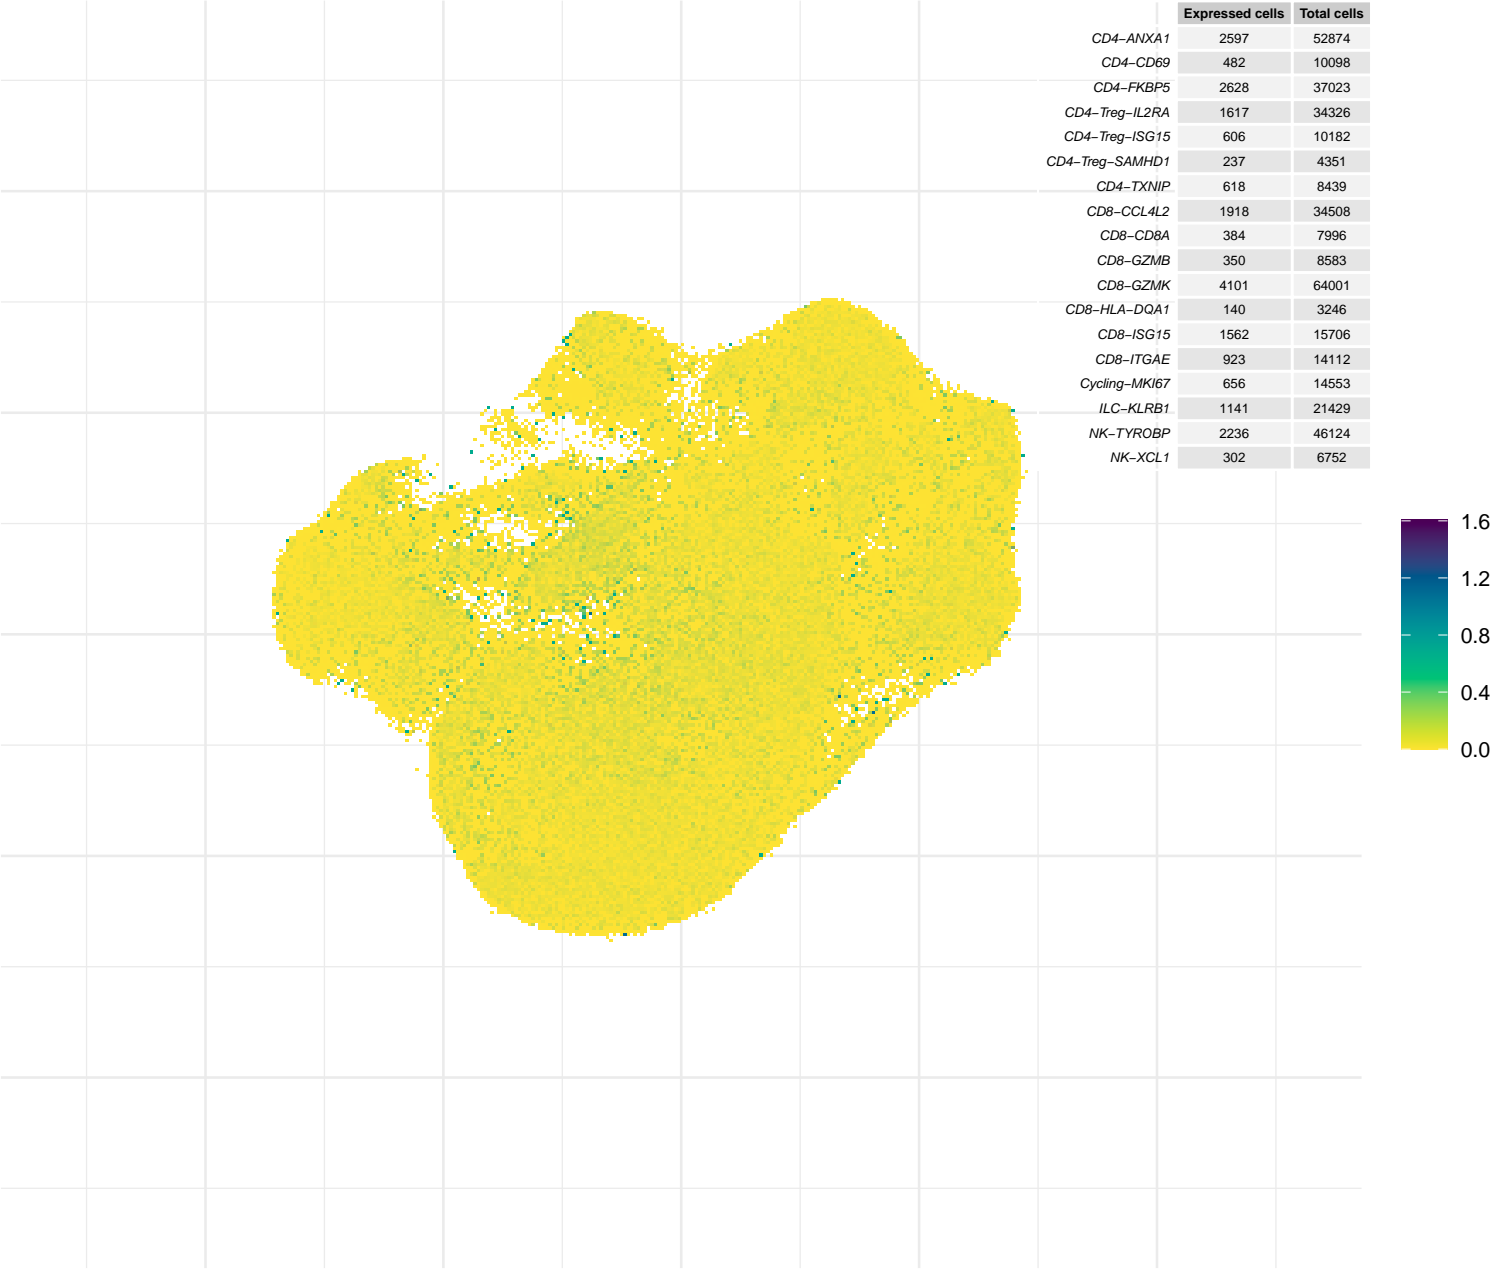 Expressed cells Total cells
CD4−ANXA1 2597 52874
CD4−CD69 482 10098
CD4−FKBP5 2628 37023
CD4−Treg−IL2RA 1617 34326
CD4−Treg−ISG15 606 10182
CD4−Treg−SAMHD1 237 4351
CD4−TXNIP 618 8439
CD8−CCL4L2 1918 34508
CD8−CD8A 384 7996
CD8−GZMB 350 8583
CD8−GZMK 4101 64001
CD8−HLA−DQA1 140 3246
CD8−ISG15 1562 15706
CD8−ITGAE 923 14112
Cycling−MKI67 656 14553
ILC−KLRB1 1141 21429
NK−TYROBP 2236 46124
NK−XCL1 302 6752
1.6
1.2
0.8
0.4
0.0